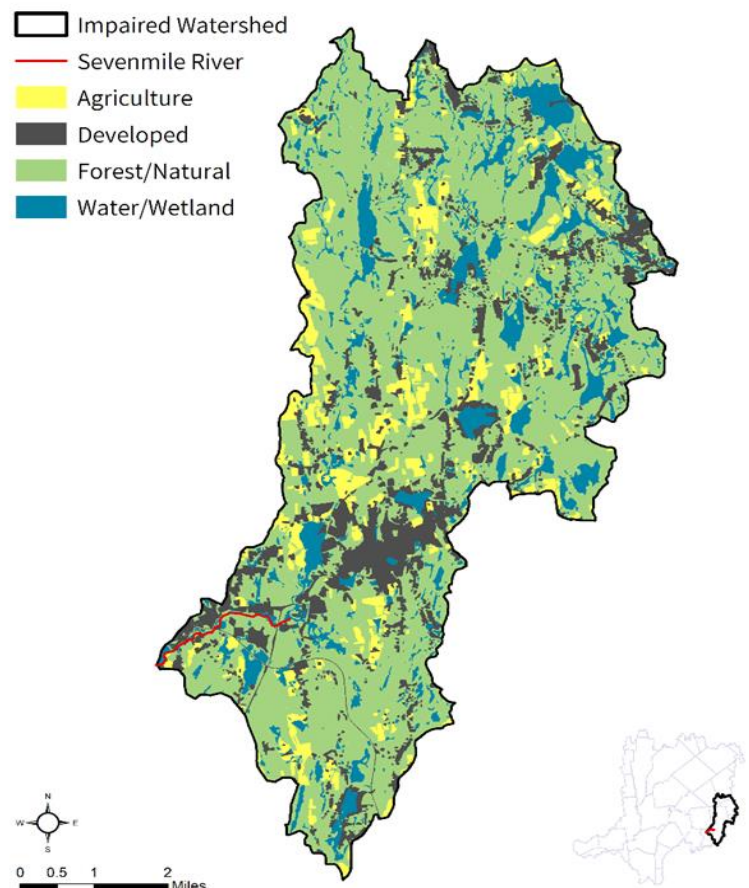 Impaired Watershed
Sevenmile River
Agriculture
Developed
Forest/Natural
Water/Wetland
N
W E
S
0 0.5 1 2
Miles